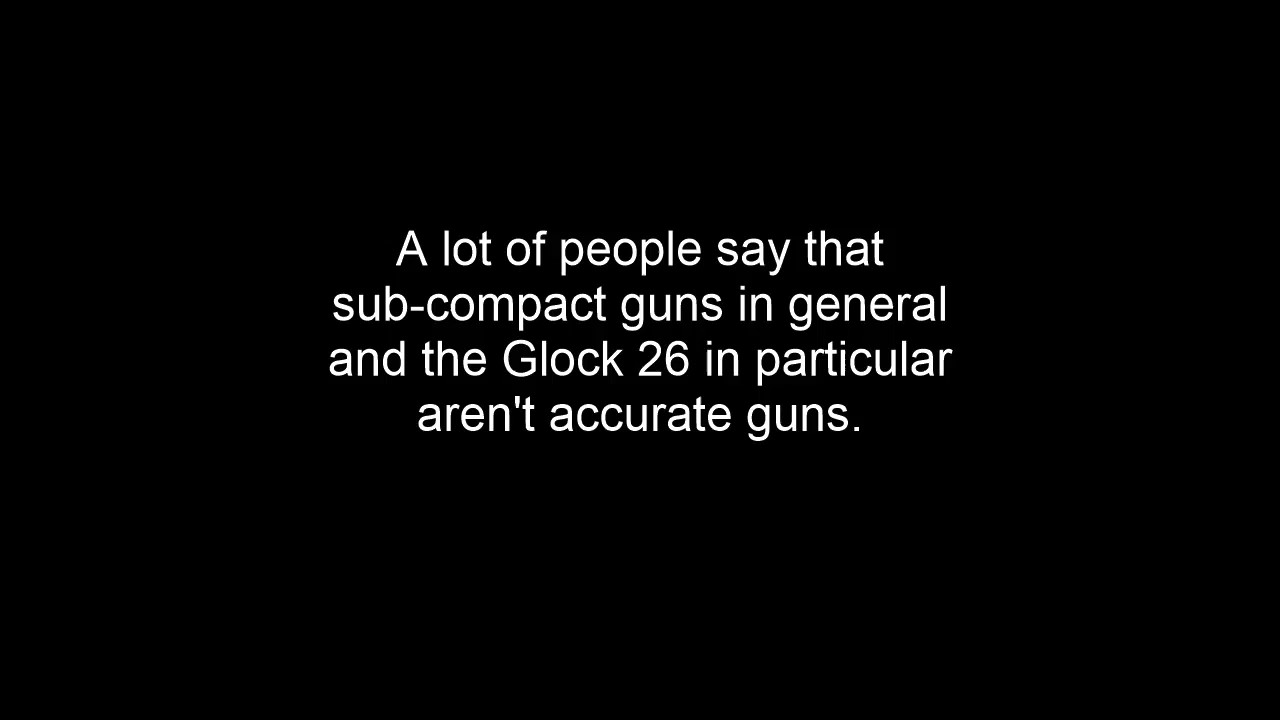 A lot of people say that
sub-compact guns in general
and the Glock 26 in particular
aren't accurate guns.